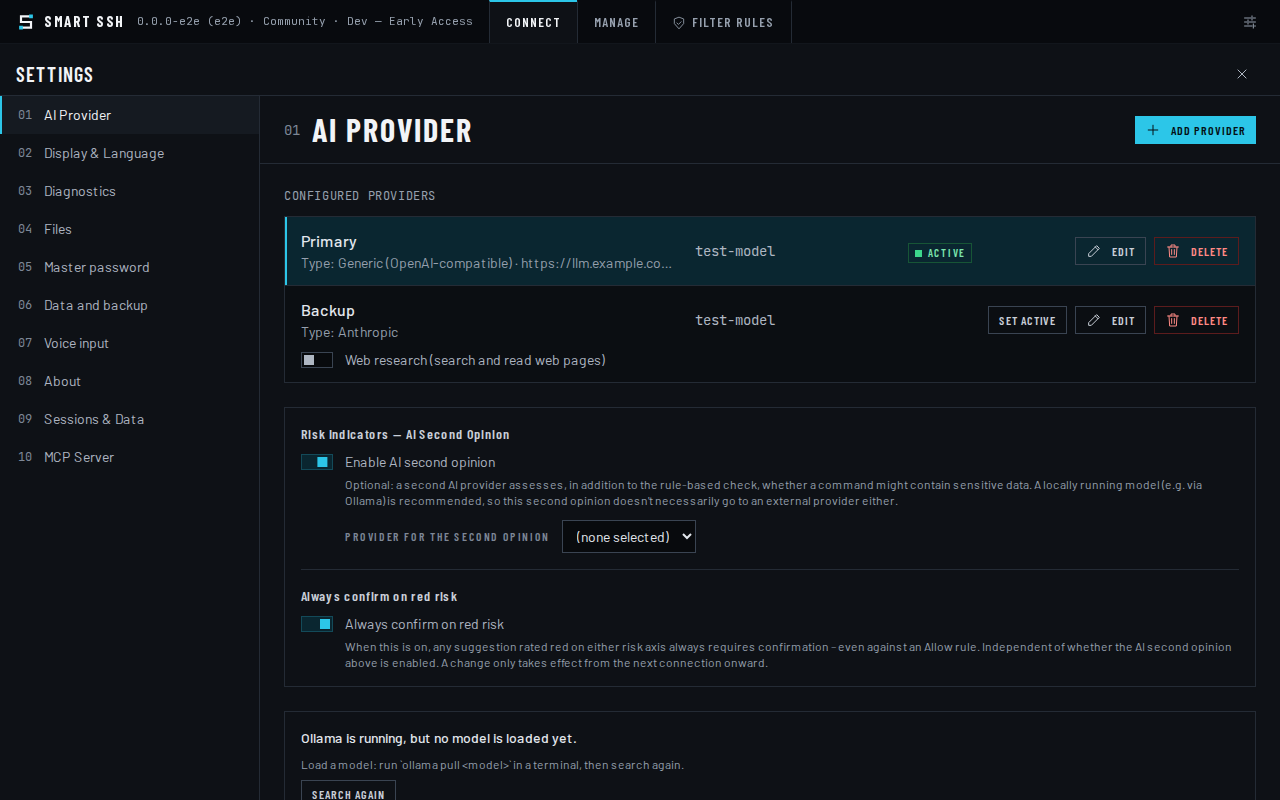 SMART SSH 0.0.0-e2e (e2e) · Community · Dev — Early Access CONNECT MANAGE FILTER RULES
SETTINGS
01 AI Provider
02 Display & Language
03 Diagnostics
04 Files
05 Master password
06 Data and backup
07 Voice input
08 About
09 Sessions & Data
10 MCP Server
01 AI PROVIDER
ADD PROVIDER
CONFIGURED PROVIDERS
Primary
Type: Generic (OpenAI-compatible) · https://llm.example.co…
test-model
ACTIVE
EDIT
DELETE
Backup
Type: Anthropic
test-model
SET ACTIVE
EDIT
DELETE
Web research (search and read web pages)
Risk Indicators — AI Second Opinion
Enable AI second opinion
Optional: a second AI provider assesses, in addition to the rule-based check, whether a command might contain sensitive data. A locally running model (e.g. via
Ollama) is recommended, so this second opinion doesn't necessarily go to an external provider either.
PROVIDER FOR THE SECOND OPINION (none selected)
Always confirm on red risk
Always confirm on red risk
When this is on, any suggestion rated red on either risk axis always requires confirmation – even against an Allow rule. Independent of whether the AI second opinion
above is enabled. A change only takes effect from the next connection onward.
Ollama is running, but no model is loaded yet.
Load a model: run `ollama pull <model>` in a terminal, then search again.
SEARCH AGAIN